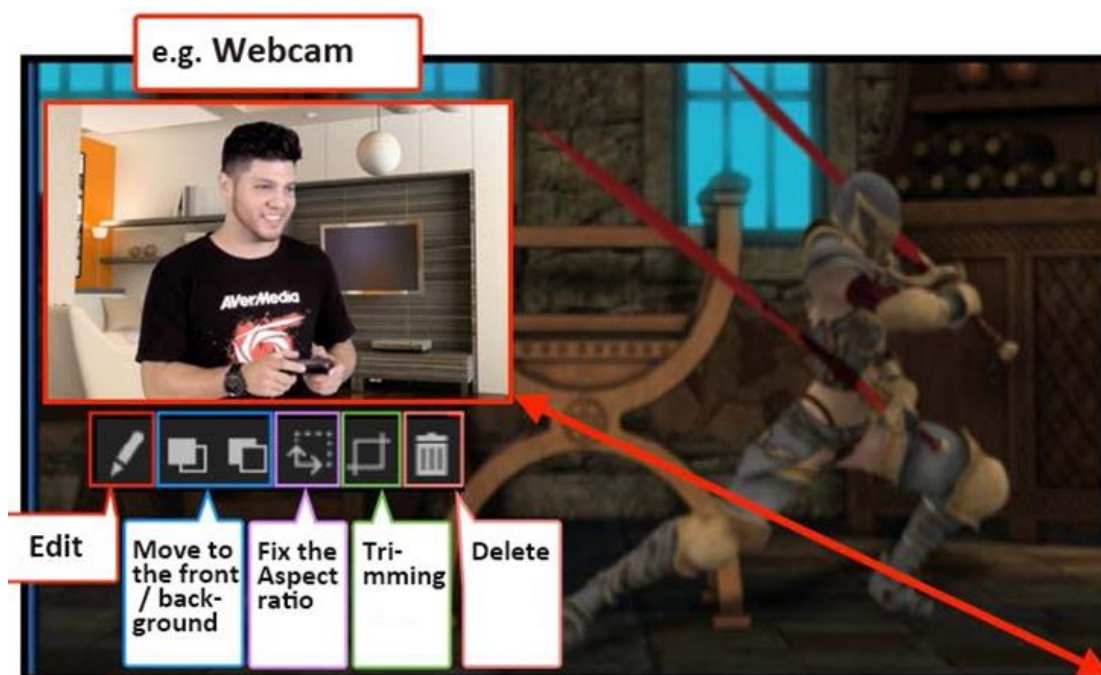 e.g. Webcam
AVerMedia
Edit
Move to
the front
/ back-
ground
Fix the
Aspect
ratio
Tri-
mming
Delete